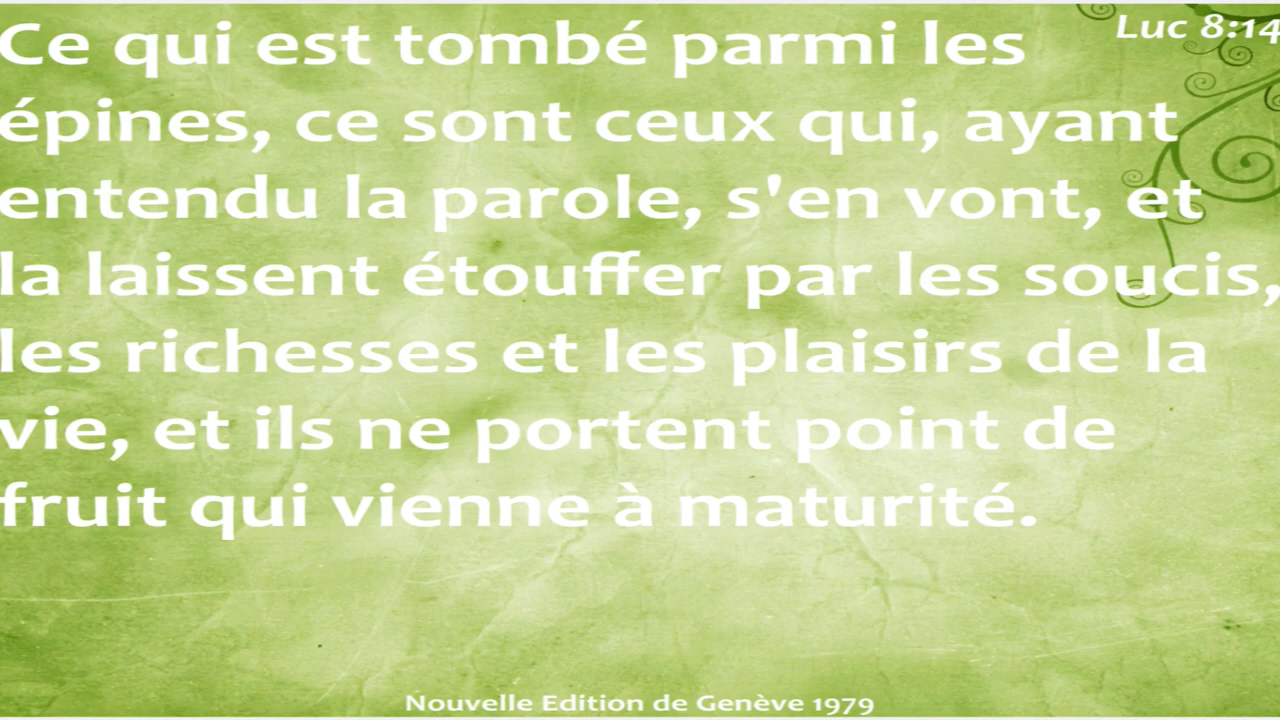 Luc 8:14
Ce qui est tombé parmi les
épines, ce sont ceux qui, ayant
entendu la parole, s'en vont, et
la laissent étouffer par les soucis,
les richesses et les plaisirs de la
vie, et ils ne portent point de
fruit qui vienne à maturité.
Nouvelle Edition de Genève 1979